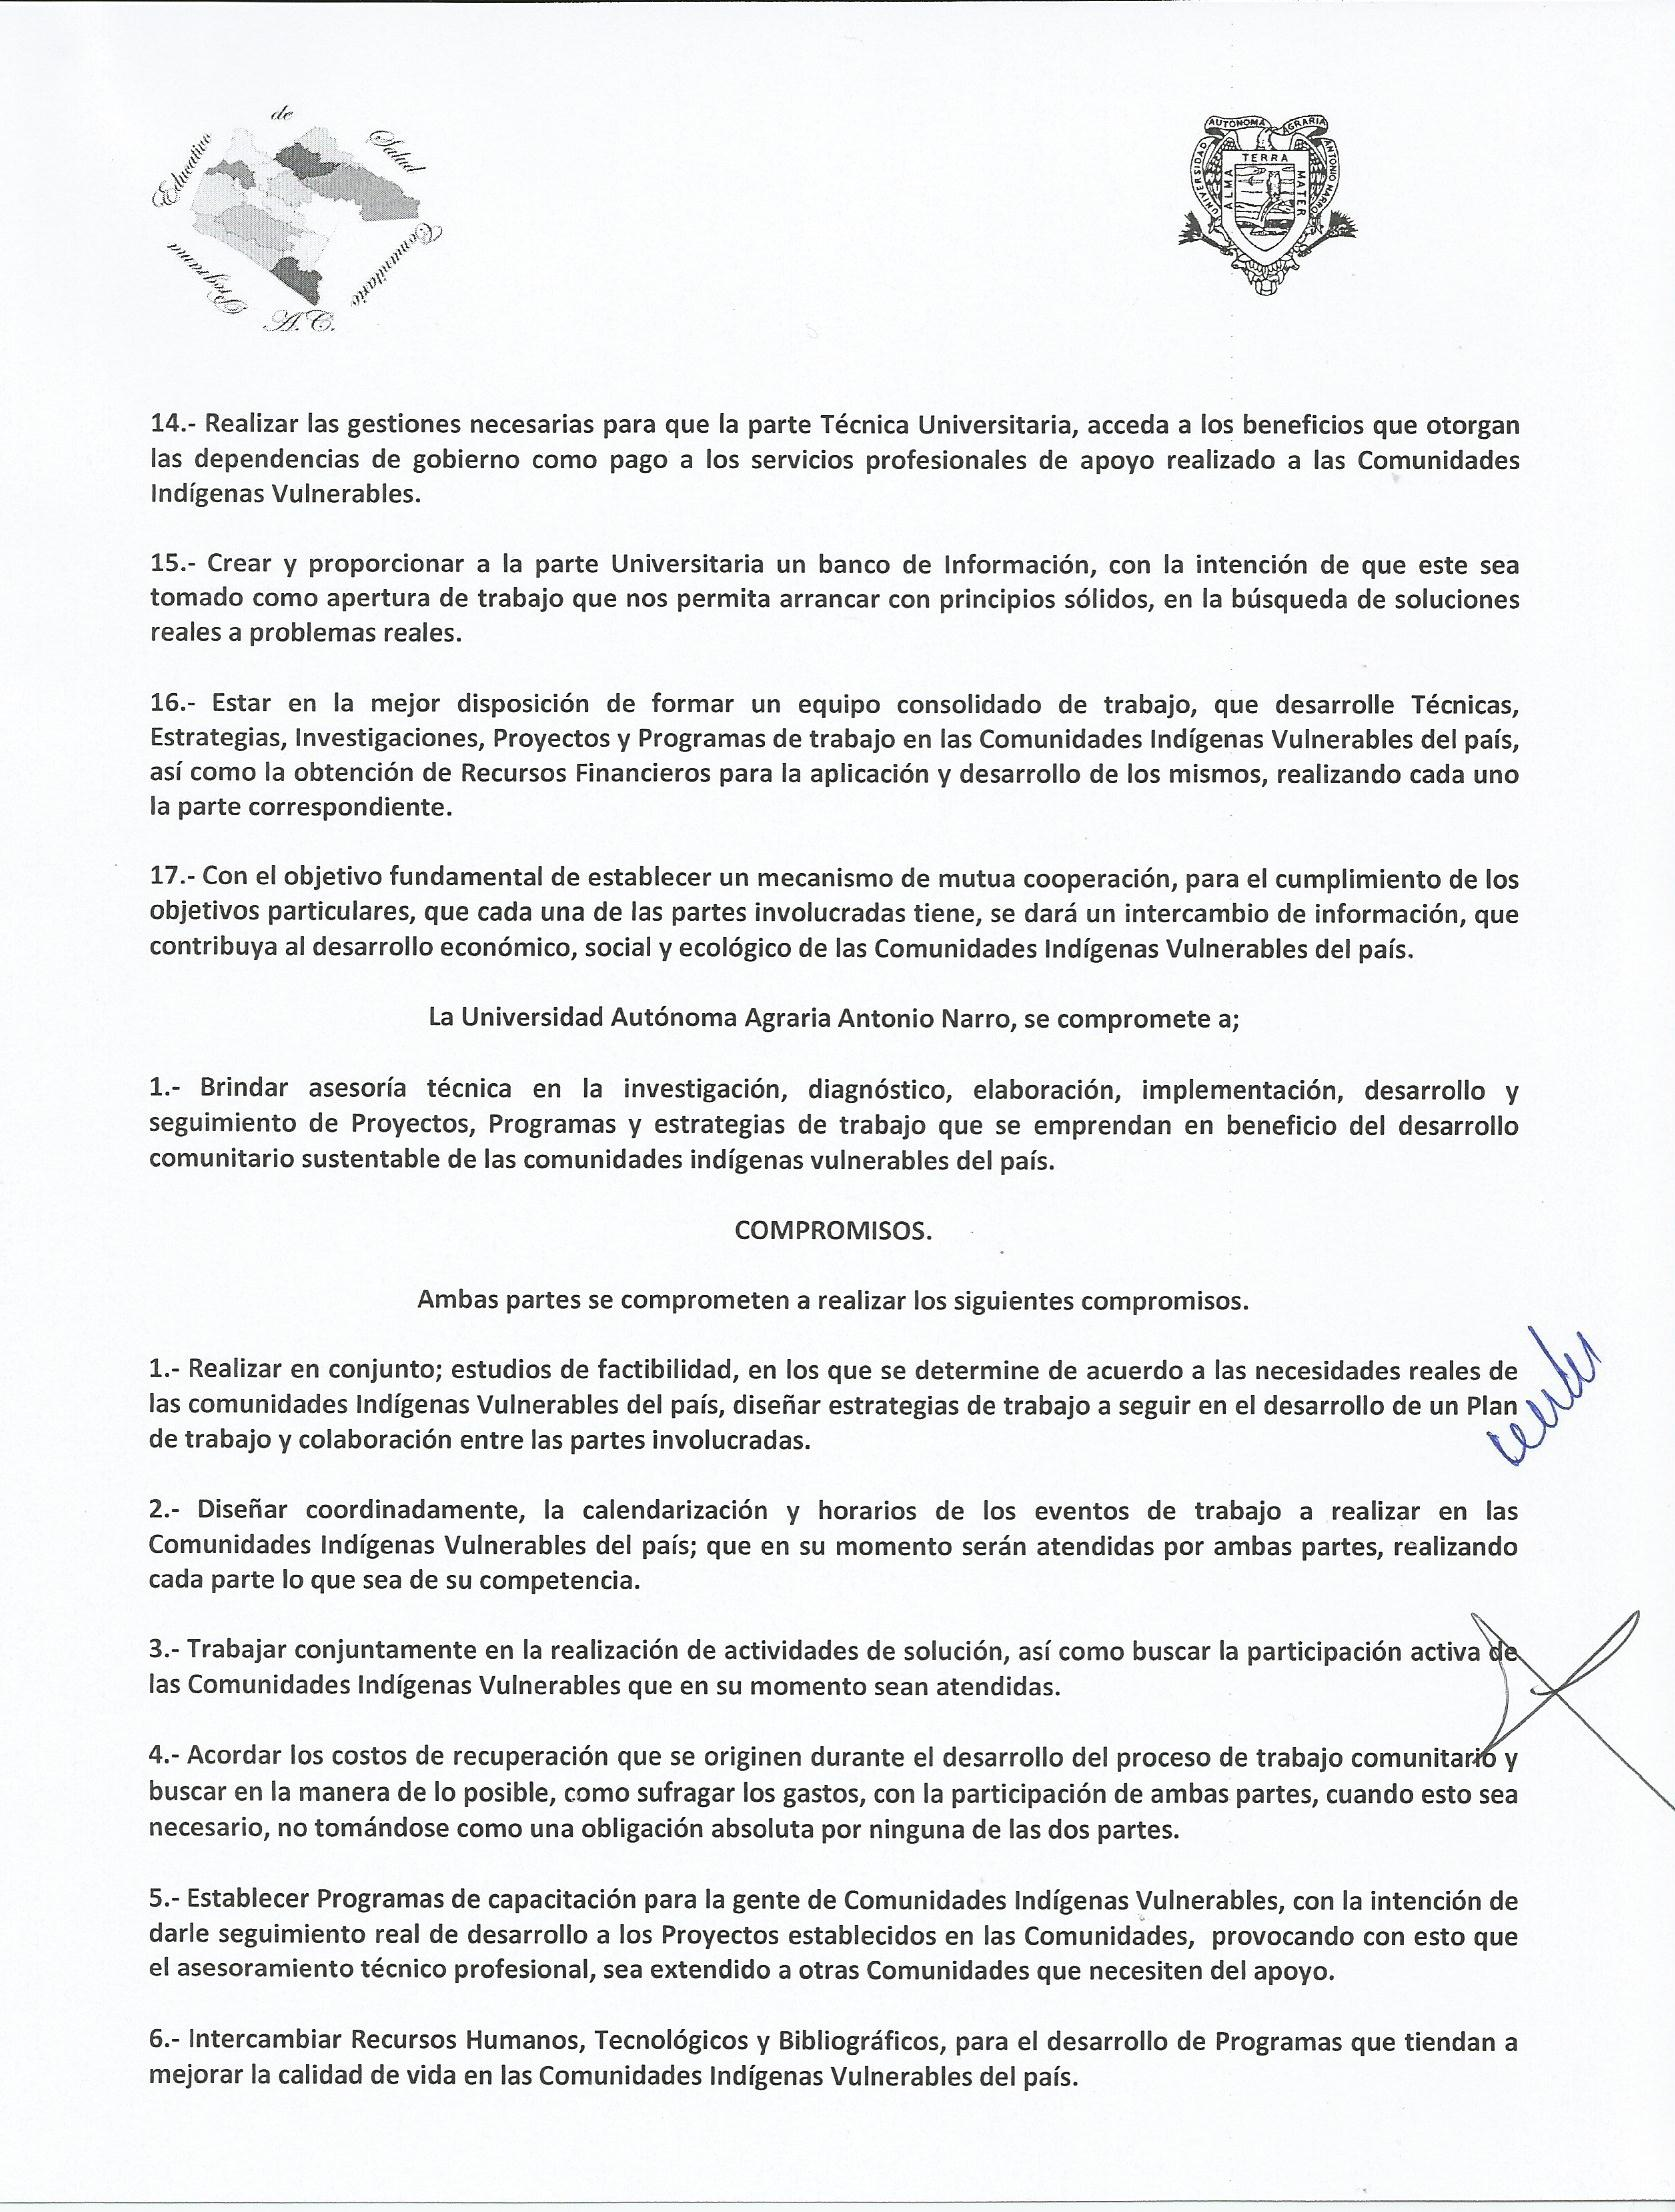 Programa Educativo de Salud Comunitario A.C.
UNIVERSIDAD AUTONOMA AGRARIA ANTONIO NARRO
ALMA TERRA MATER
14.- Realizar las gestiones necesarias para que la parte Técnica Universitaria, acceda a los beneficios que otorgan
las dependencias de gobierno como pago a los servicios profesionales de apoyo realizado a las Comunidades
Indígenas Vulnerables.
15.- Crear y proporcionar a la parte Universitaria un banco de Información, con la intención de que este sea
tomado como apertura de trabajo que nos permita arrancar con principios sólidos, en la búsqueda de soluciones
reales a problemas reales.
16.- Estar en la mejor disposición de formar un equipo consolidado de trabajo, que desarrolle Técnicas,
Estrategias, Investigaciones, Proyectos y Programas de trabajo en las Comunidades Indígenas Vulnerables del país,
así como la obtención de Recursos Financieros para la aplicación y desarrollo de los mismos, realizando cada uno
la parte correspondiente.
17.- Con el objetivo fundamental de establecer un mecanismo de mutua cooperación, para el cumplimiento de los
objetivos particulares, que cada una de las partes involucradas tiene, se dará un intercambio de información, que
contribuya al desarrollo económico, social y ecológico de las Comunidades Indígenas Vulnerables del país.
La Universidad Autónoma Agraria Antonio Narro, se compromete a;
1.- Brindar asesoría técnica en la investigación, diagnóstico, elaboración, implementación, desarrollo y
seguimiento de Proyectos, Programas y estrategias de trabajo que se emprendan en beneficio del desarrollo
comunitario sustentable de las comunidades indígenas vulnerables del país.
COMPROMISOS.
Ambas partes se comprometen a realizar los siguientes compromisos.
1.- Realizar en conjunto; estudios de factibilidad, en los que se determine de acuerdo a las necesidades reales de
las comunidades Indígenas Vulnerables del país, diseñar estrategias de trabajo a seguir en el desarrollo de un Plan
de trabajo y colaboración entre las partes involucradas.
2.- Diseñar coordinadamente, la calendarización y horarios de los eventos de trabajo a realizar en las
Comunidades Indígenas Vulnerables del país; que en su momento serán atendidas por ambas partes, realizando
cada parte lo que sea de su competencia.
3.- Trabajar conjuntamente en la realización de actividades de solución, así como buscar la participación activa de
las Comunidades Indígenas Vulnerables que en su momento sean atendidas.
4.- Acordar los costos de recuperación que se originen durante el desarrollo del proceso de trabajo comunitario y
buscar en la manera de lo posible, como sufragar los gastos, con la participación de ambas partes, cuando esto sea
necesario, no tomándose como una obligación absoluta por ninguna de las dos partes.
5.- Establecer Programas de capacitación para la gente de Comunidades Indígenas Vulnerables, con la intención de
darle seguimiento real de desarrollo a los Proyectos establecidos en las Comunidades, provocando con esto que
el asesoramiento técnico profesional, sea extendido a otras Comunidades que necesiten del apoyo.
6.- Intercambiar Recursos Humanos, Tecnológicos y Bibliográficos, para el desarrollo de Programas que tiendan a
mejorar la calidad de vida en las Comunidades Indígenas Vulnerables del país.